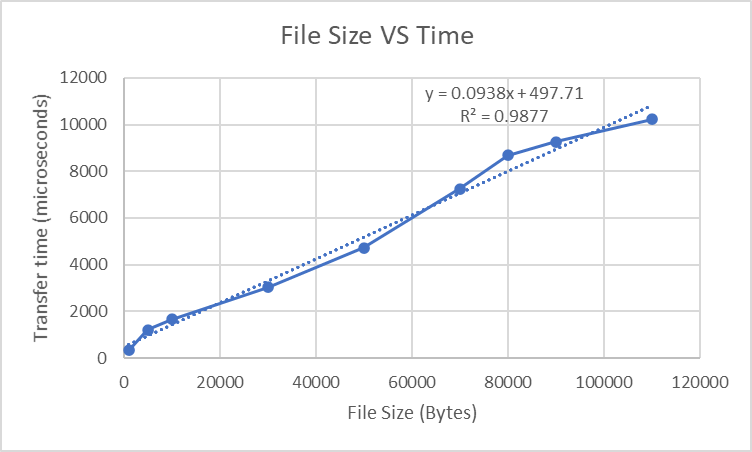 File Size VS Time
y = 0.0938x + 497.71
R² = 0.9877
Transfer time (microseconds)
12000
10000
8000
6000
4000
2000
0
0 20000 40000 60000 80000 100000 120000
File Size (Bytes)